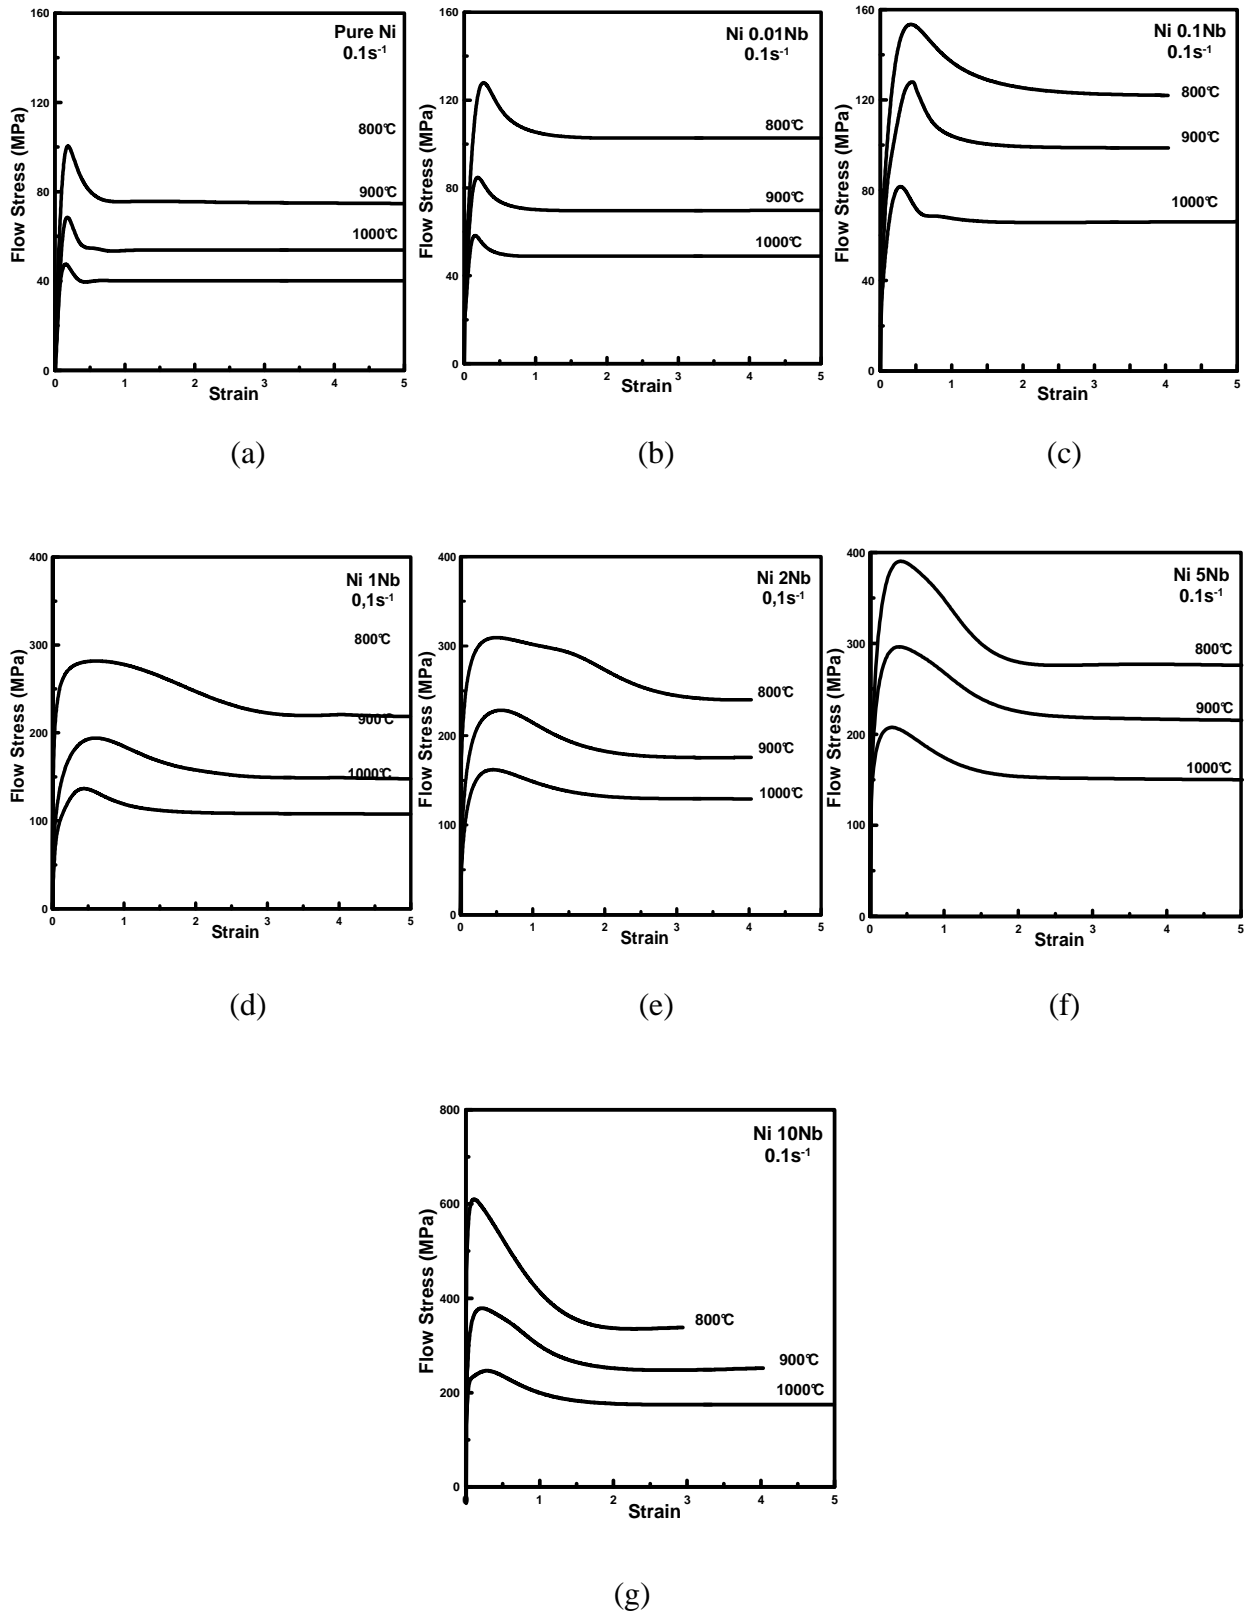 Pure Ni
0.1s⁻¹
800°C
900°C
1000°C
Flow Stress (MPa)
160
120
80
40
0
0 1 2 3 4 5
Strain
(a)
Ni 0.01Nb
0.1s⁻¹
800°C
900°C
1000°C
Flow Stress (MPa)
160
120
80
40
0
0 1 2 3 4 5
Strain
(b)
Ni 0.1Nb
0.1s⁻¹
800°C
900°C
1000°C
Flow Stress (MPa)
160
120
80
40
0
0 1 2 3 4 5
Strain
(c)
Ni 1Nb
0,1s⁻¹
800°C
900°C
1000°C
Flow Stress (MPa)
400
300
200
100
0
0 1 2 3 4 5
Strain
(d)
Ni 2Nb
0,1s⁻¹
800°C
900°C
1000°C
Flow Stress (MPa)
400
300
200
100
0
0 1 2 3 4 5
Strain
(e)
Ni 5Nb
0.1s⁻¹
800°C
900°C
1000°C
Flow Stress (MPa)
400
300
200
100
0
0 1 2 3 4 5
Strain
(f)
Ni 10Nb
0.1s⁻¹
800°C
900°C
1000°C
Flow Stress (MPa)
800
600
400
200
0
0 1 2 3 4 5
Strain
(g)